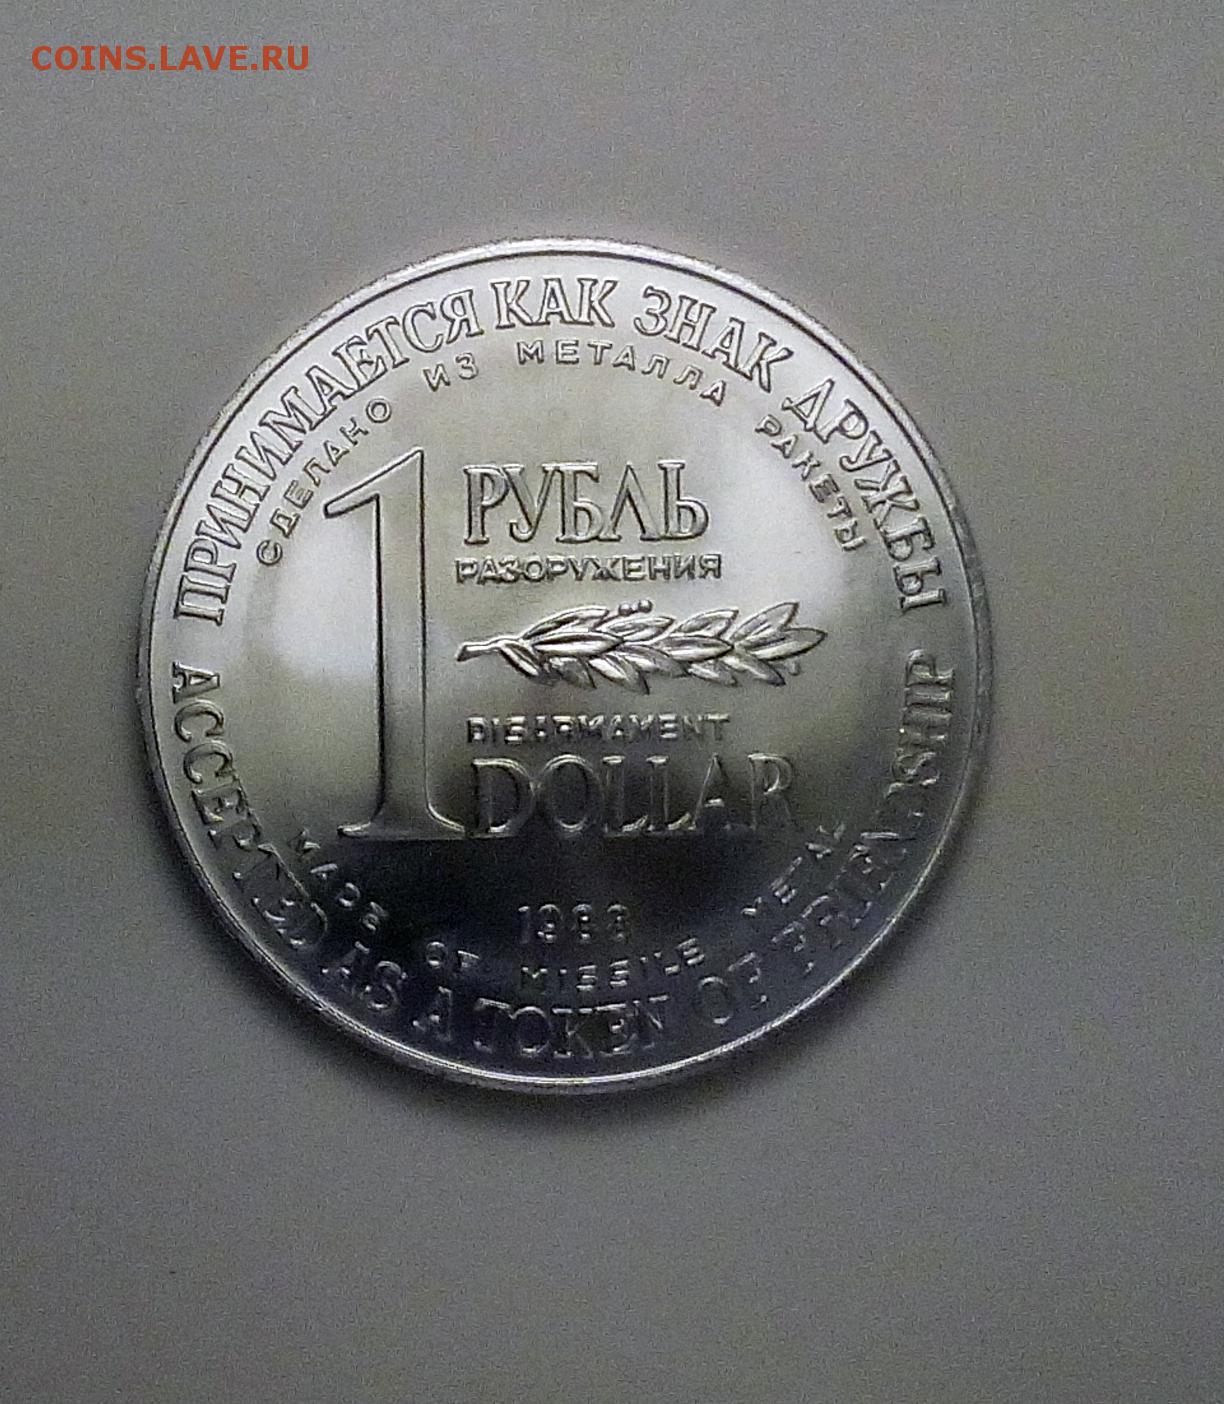 COINS.LAVE.RU
ПРИНИМАЕТСЯ КАК ЗНАК ДРУЖБЫ
СДЕЛАНО ИЗ МЕТАЛЛА РАКЕТЫ
1 РУБЛЬ
РАЗОРУЖЕНИЯ
DISARMAMENT
DOLLAR
1988
MADE OF MISSILE METAL
ACCEPTED AS A TOKEN OF FRIENDSHIP